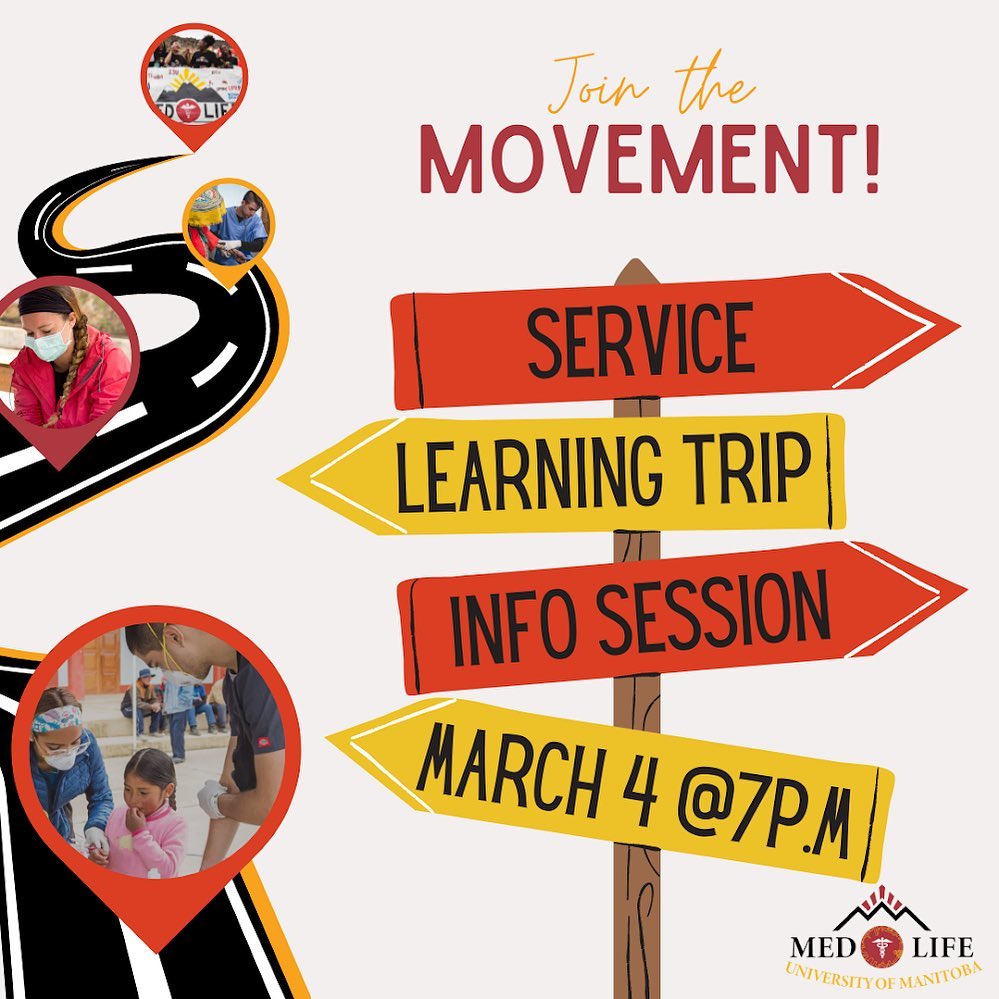 Join the
MOVEMENT!
SERVICE
LEARNING TRIP
INFO SESSION
MARCH 4 @7P.M
MED LIFE
UNIVERSITY OF MANITOBA